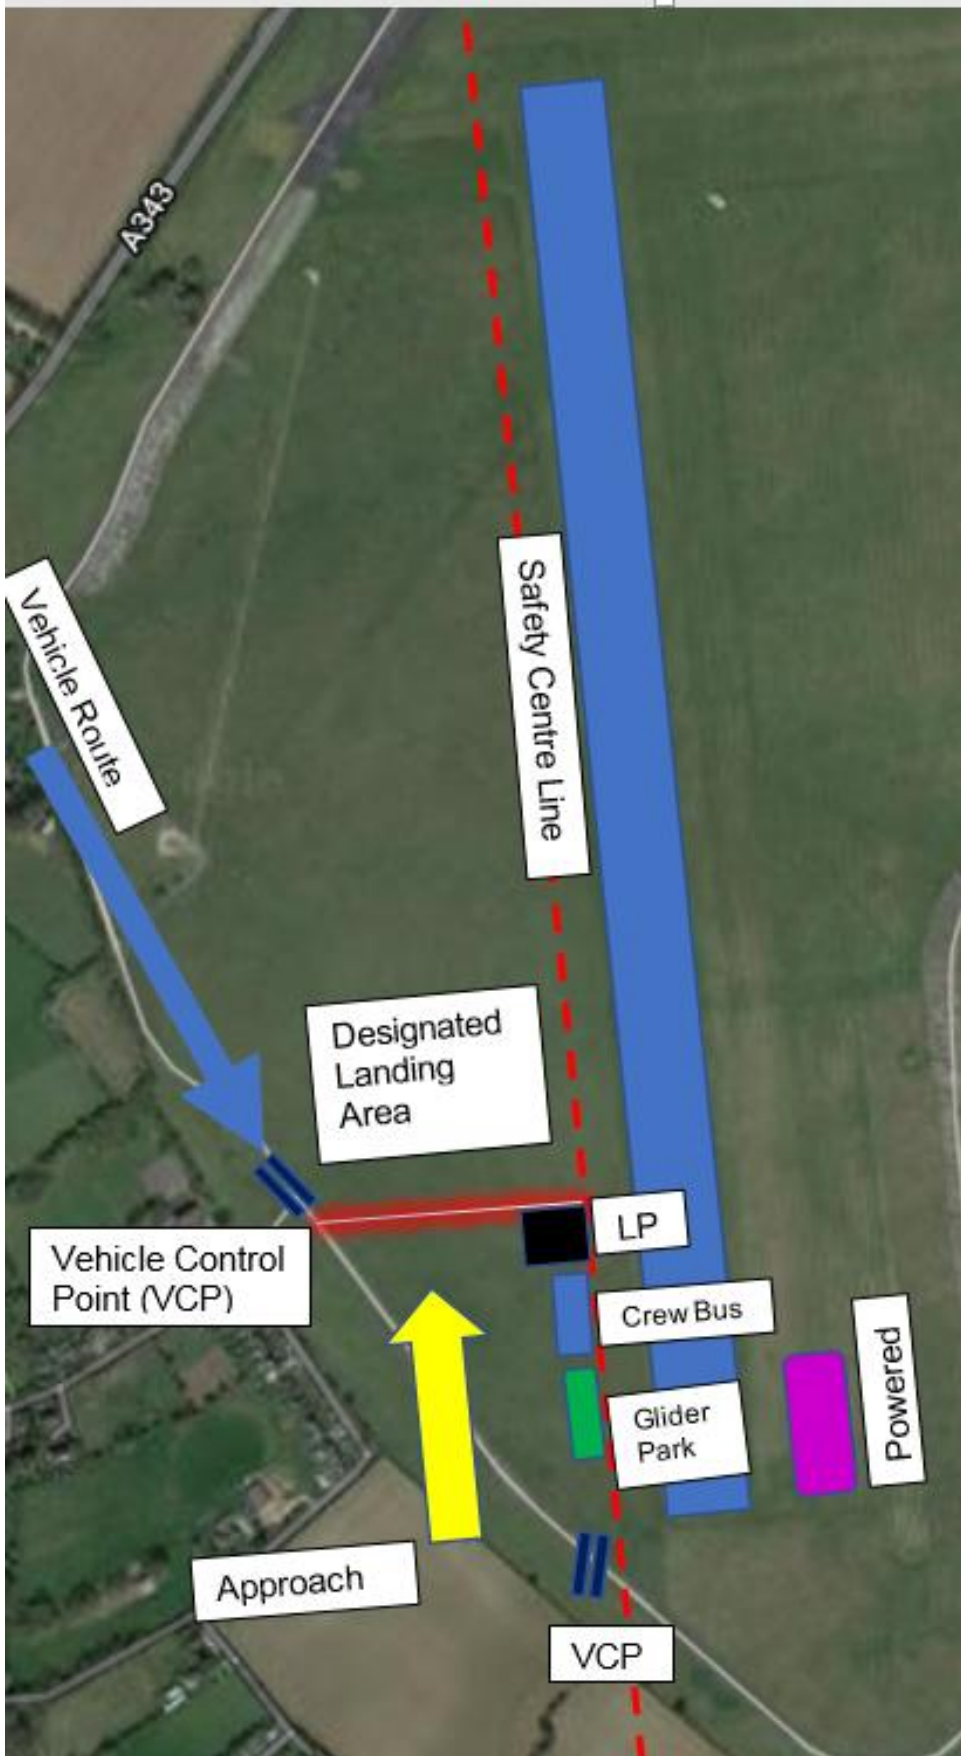 A343
Vehicle Route
Safety Centre Line
Designated
Landing
Area
LP
Vehicle Control
Point (VCP)
Crew Bus
Powered
Glider
Park
Approach
VCP